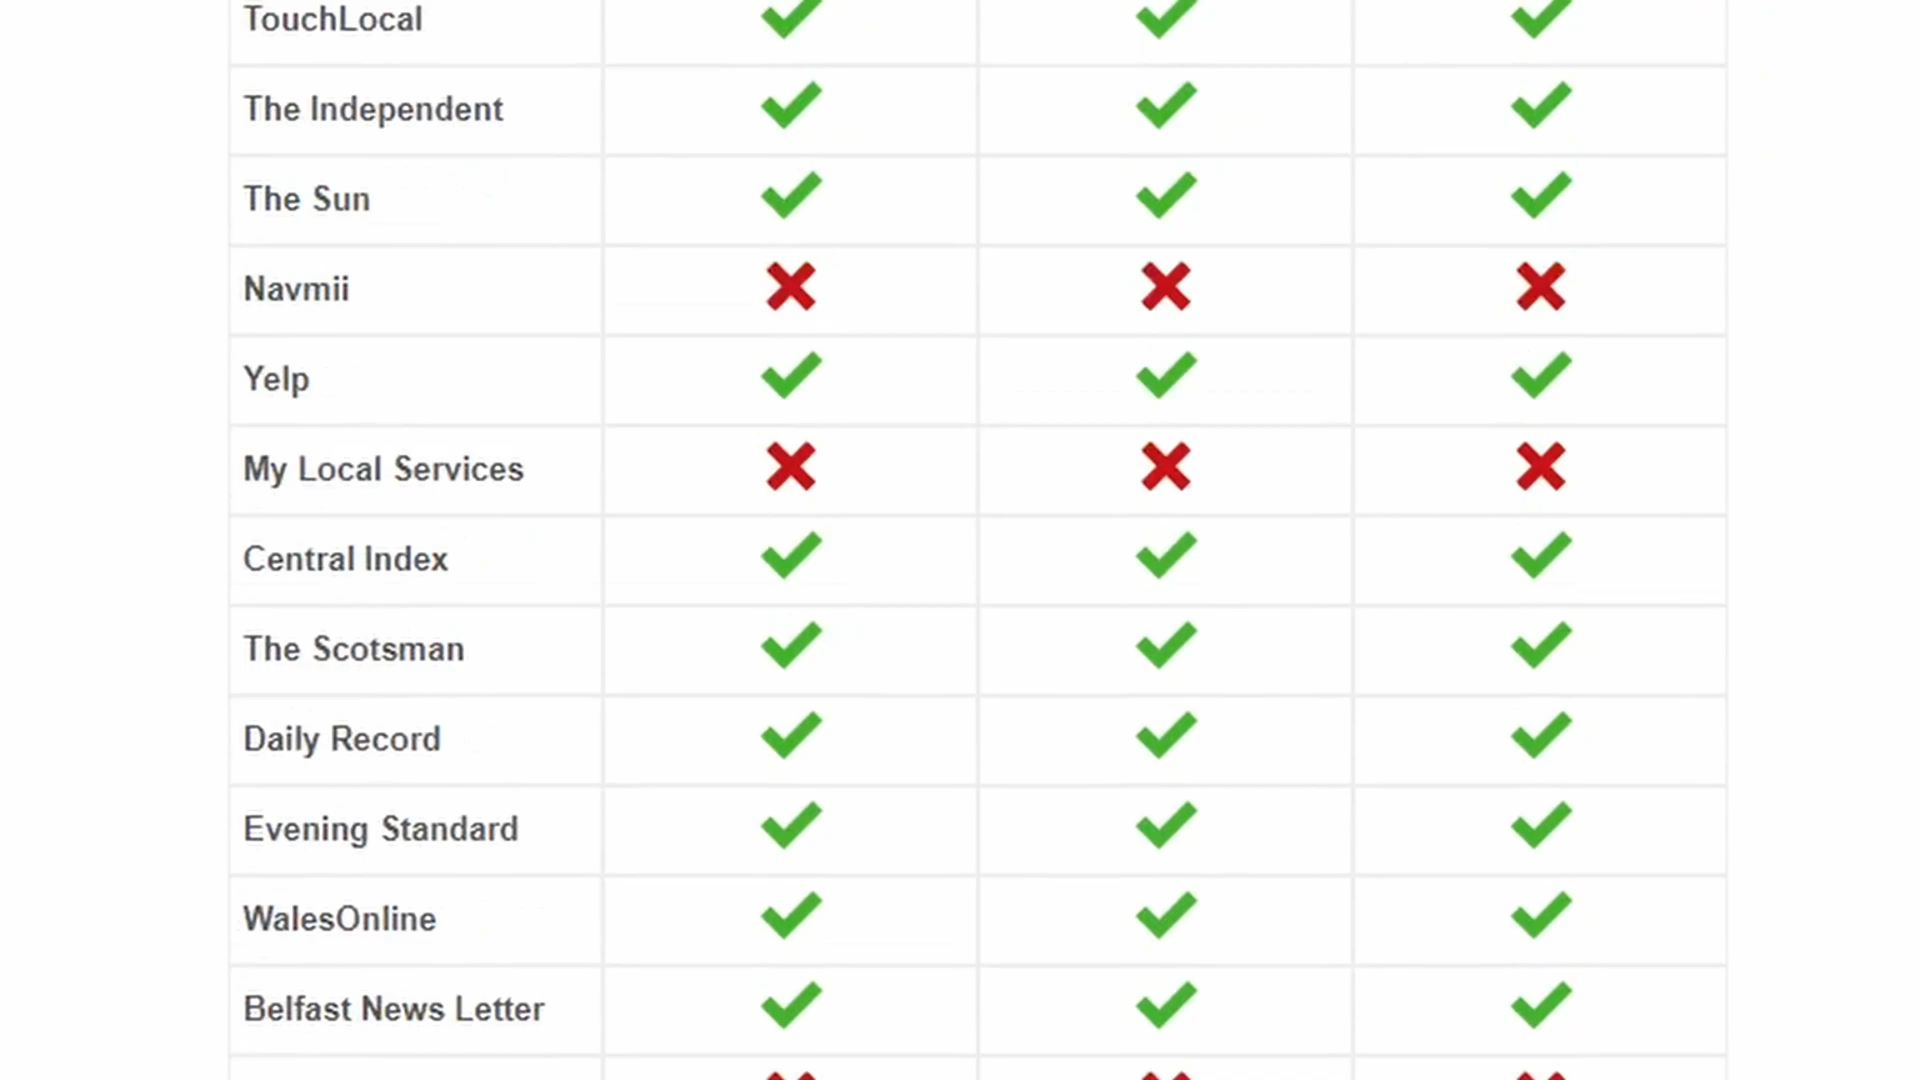 TouchLocal
The Independent
The Sun
Navmii
Yelp
My Local Services
Central Index
The Scotsman
Daily Record
Evening Standard
WalesOnline
Belfast News Letter